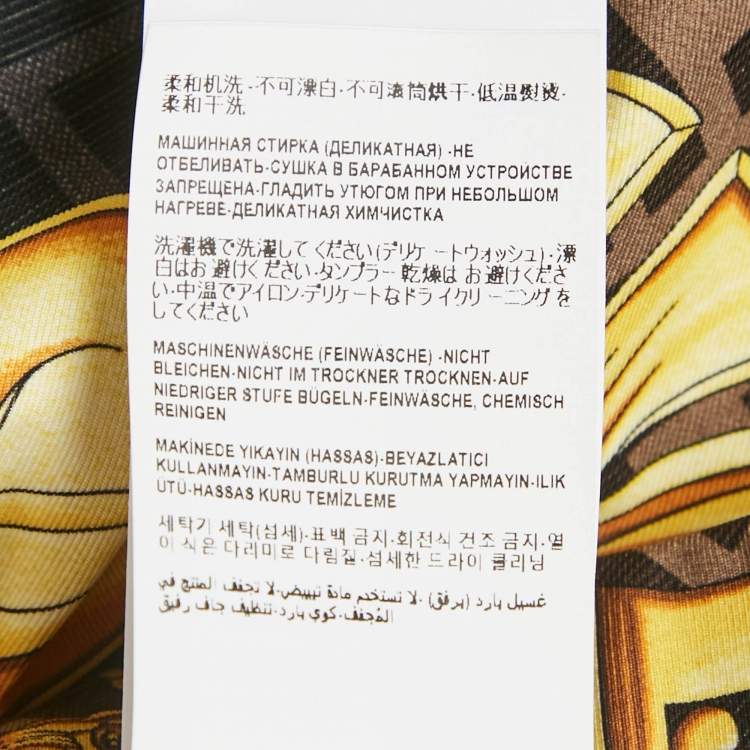 柔和机洗-不可漂白-不可滚筒烘干-低温熨烫-
柔和干洗
МАШИННАЯ СТИРКА (ДЕЛИКАТНАЯ) -НЕ
ОТБЕЛИВАТЬ-СУШКА В БАРАБАННОМ УСТРОЙСТВЕ
ЗАПРЕЩЕНА-ГЛАДИТЬ УТЮГОМ ПРИ НЕБОЛЬШОМ
НАГРЕВЕ-ДЕЛИКАТНАЯ ХИМЧИСТКА
洗濯機で洗濯してください(デリケートウォッシュ)-漂
白はお避けください-タンブラー乾燥はお避けくださ
い-中温でアイロン-デリケートなドライクリーニングを
してください
MASCHINENWÄSCHE (FEINWÄSCHE) -NICHT
BLEICHEN-NICHT IM TROCKNER TROCKNEN-AUF
NIEDRIGER STUFE BÜGELN-FEINWÄSCHE, CHEMISCH
REINIGEN
MAKİNEDE YIKAYIN (HASSAS)-BEYAZLATICI
KULLANMAYIN-TAMBURLU KURUTMA YAPMAYIN-ILIK
ÜTÜ-HASSAS KURU TEMİZLEME
세탁기 세탁(섬세)-표백 금지-회전식 건조 금지-열
이 식은 다리미로 다림질-섬세한 드라이 클리닝
غسيل بارد (برفق) -لا تستخدم مادة تبييض-لا تجفف المنتج في
المُجفف-كوي بارد-تنظيف جاف رفيق